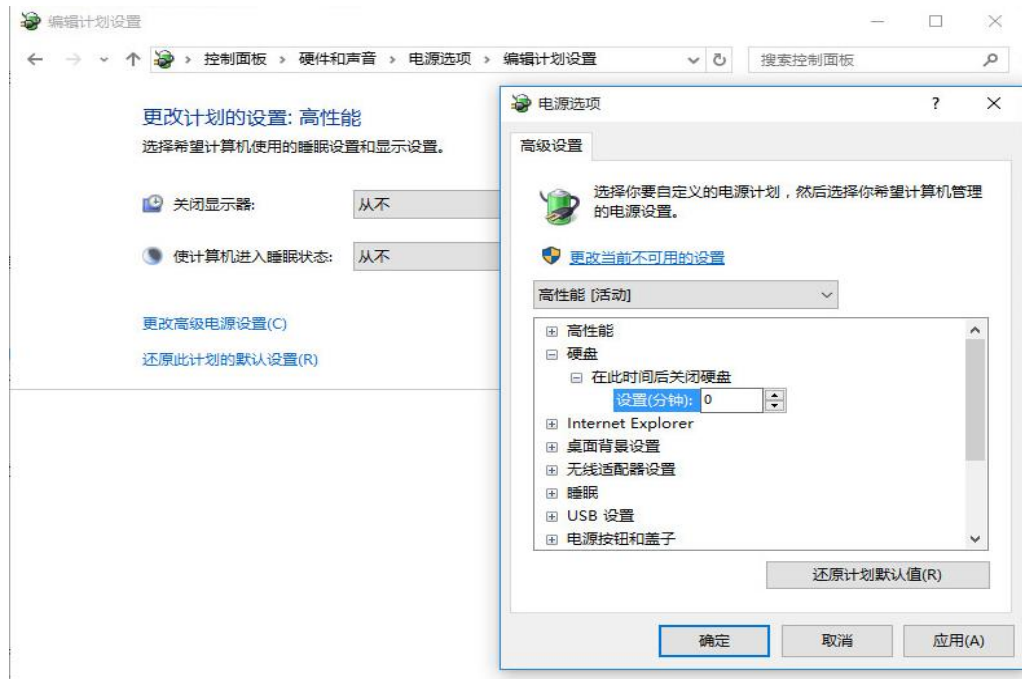 编辑计划设置
控制面板 › 硬件和声音 › 电源选项 › 编辑计划设置
搜索控制面板
更改计划的设置: 高性能
选择希望计算机使用的睡眠设置和显示设置。
关闭显示器:
从不
使计算机进入睡眠状态:
从不
更改高级电源设置(C)
还原此计划的默认设置(R)
电源选项
高级设置
选择你要自定义的电源计划，然后选择你希望计算机管理
的电源设置。
更改当前不可用的设置
高性能 [活动]
高性能
硬盘
在此时间后关闭硬盘
设置(分钟): 0
Internet Explorer
桌面背景设置
无线适配器设置
睡眠
USB 设置
电源按钮和盖子
还原计划默认值(R)
确定
取消
应用(A)